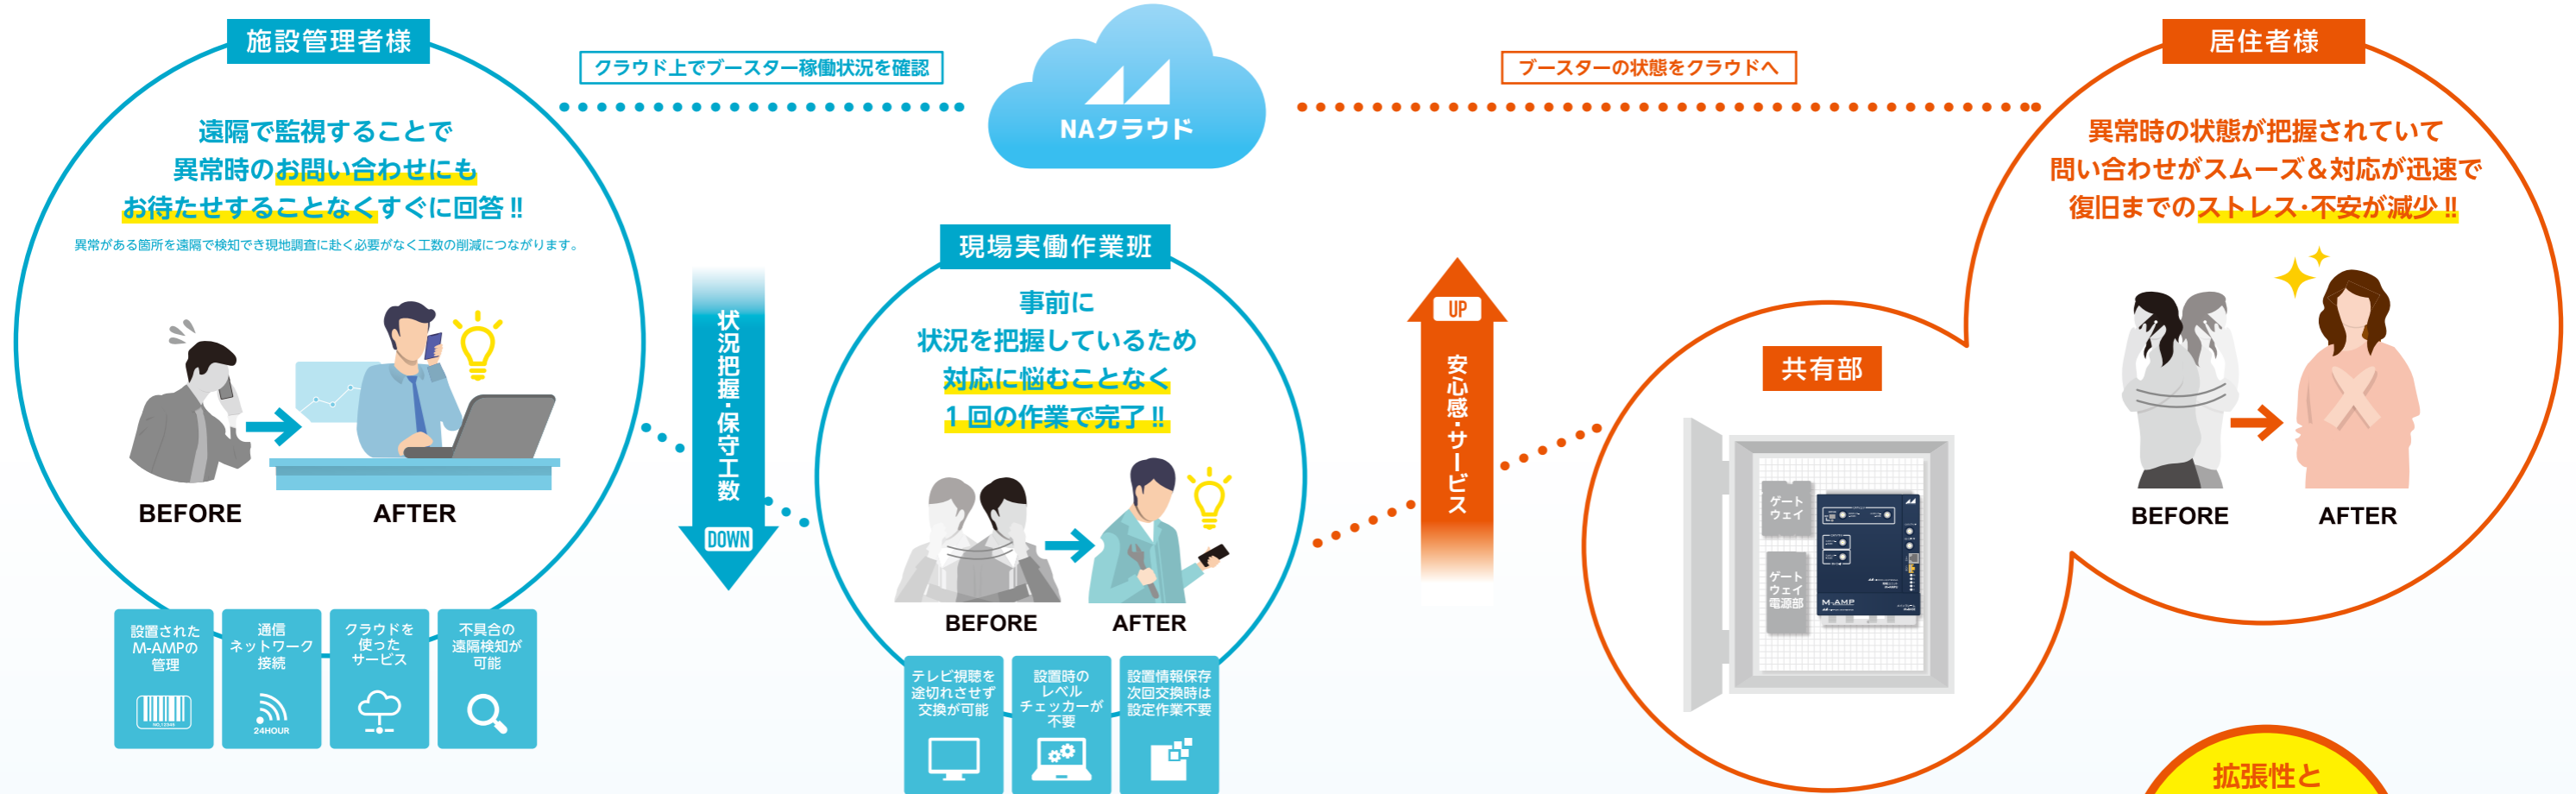 施設管理者様
遠隔で監視することで
異常時のお問い合わせにも
お待たせすることなくすぐに回答!!
異常がある箇所を遠隔で検知でき現地調査に赴く必要がなく工数の削減につながります。
BEFORE
AFTER
設置された
M-AMPの
管理
通信
ネットワーク
接続
24HOUR
クラウドを
使った
サービス
不具合の
遠隔検知が
可能
クラウド上でブースター稼働状況を確認
NAクラウド
ブースターの状態をクラウドへ
状況把握・保守工数
DOWN
現場実働作業班
事前に
状況を把握しているため
対応に悩むことなく
1回の作業で完了!!
BEFORE
AFTER
テレビ視聴を
途切れさせず
交換が可能
設置時の
レベル
チェッカーが
不要
設置情報保存
次回交換時は
設定作業不要
UP
安心感・サービス
共有部
ゲート
ウェイ
ゲート
ウェイ
電源部
M-AMP
居住者様
異常時の状態が把握されていて
問い合わせがスムーズ&対応が迅速で
復旧までのストレス・不安が減少!!
BEFORE
AFTER
拡張性と